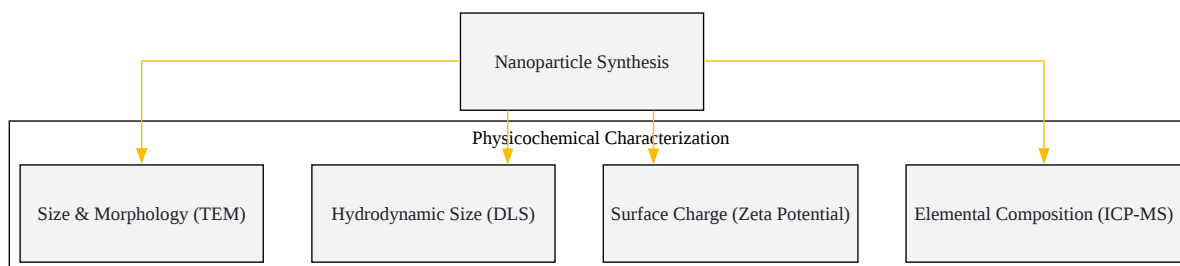 Nanoparticle Synthesis
Physicochemical Characterization
Size & Morphology (TEM)
Hydrodynamic Size (DLS)
Surface Charge (Zeta Potential)
Elemental Composition (ICP-MS)